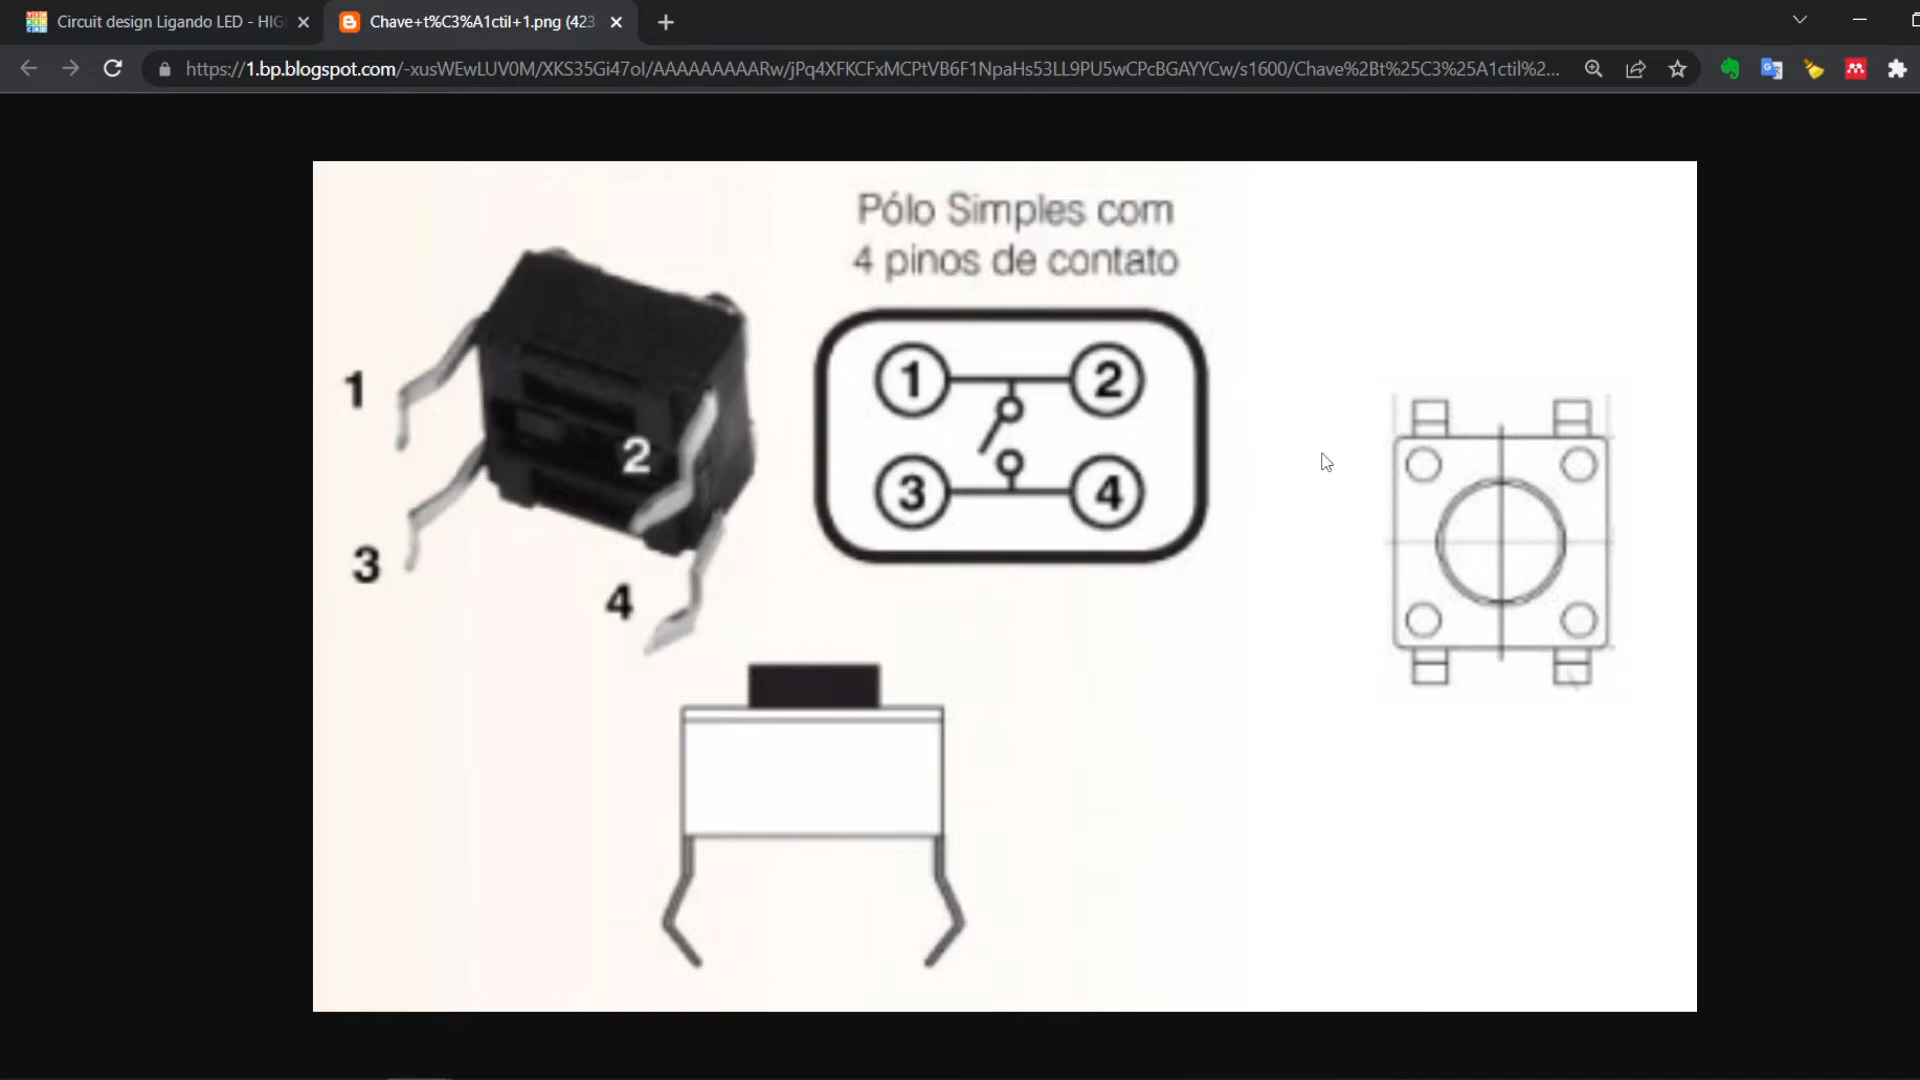 Circuit design Ligando LED - HIG
Chave+t%C3%A1ctil+1.png (423
https://1.bp.blogspot.com/-xusWEwLUV0M/XKS35Gi47oI/AAAAAAAAARw/jPq4XFKCFxMCPtVB6F1NpaHs53LL9PU5wCPcBGAYYCw/s1600/Chave%2Bt%25C3%25A1ctil%2...
Pólo Simples com
4 pinos de contato
1
2
3
4
1 2
3 4